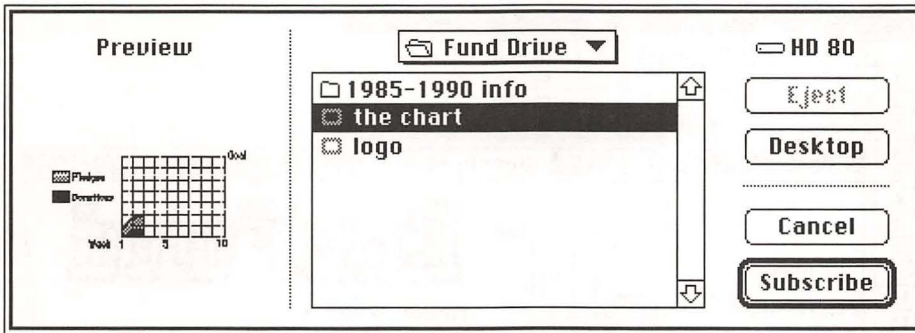 Preview
Goal
Pledges
Donations
Week 1 5 10
Fund Drive
1985-1990 info
the chart
logo
HD 80
Eject
Desktop
Cancel
Subscribe